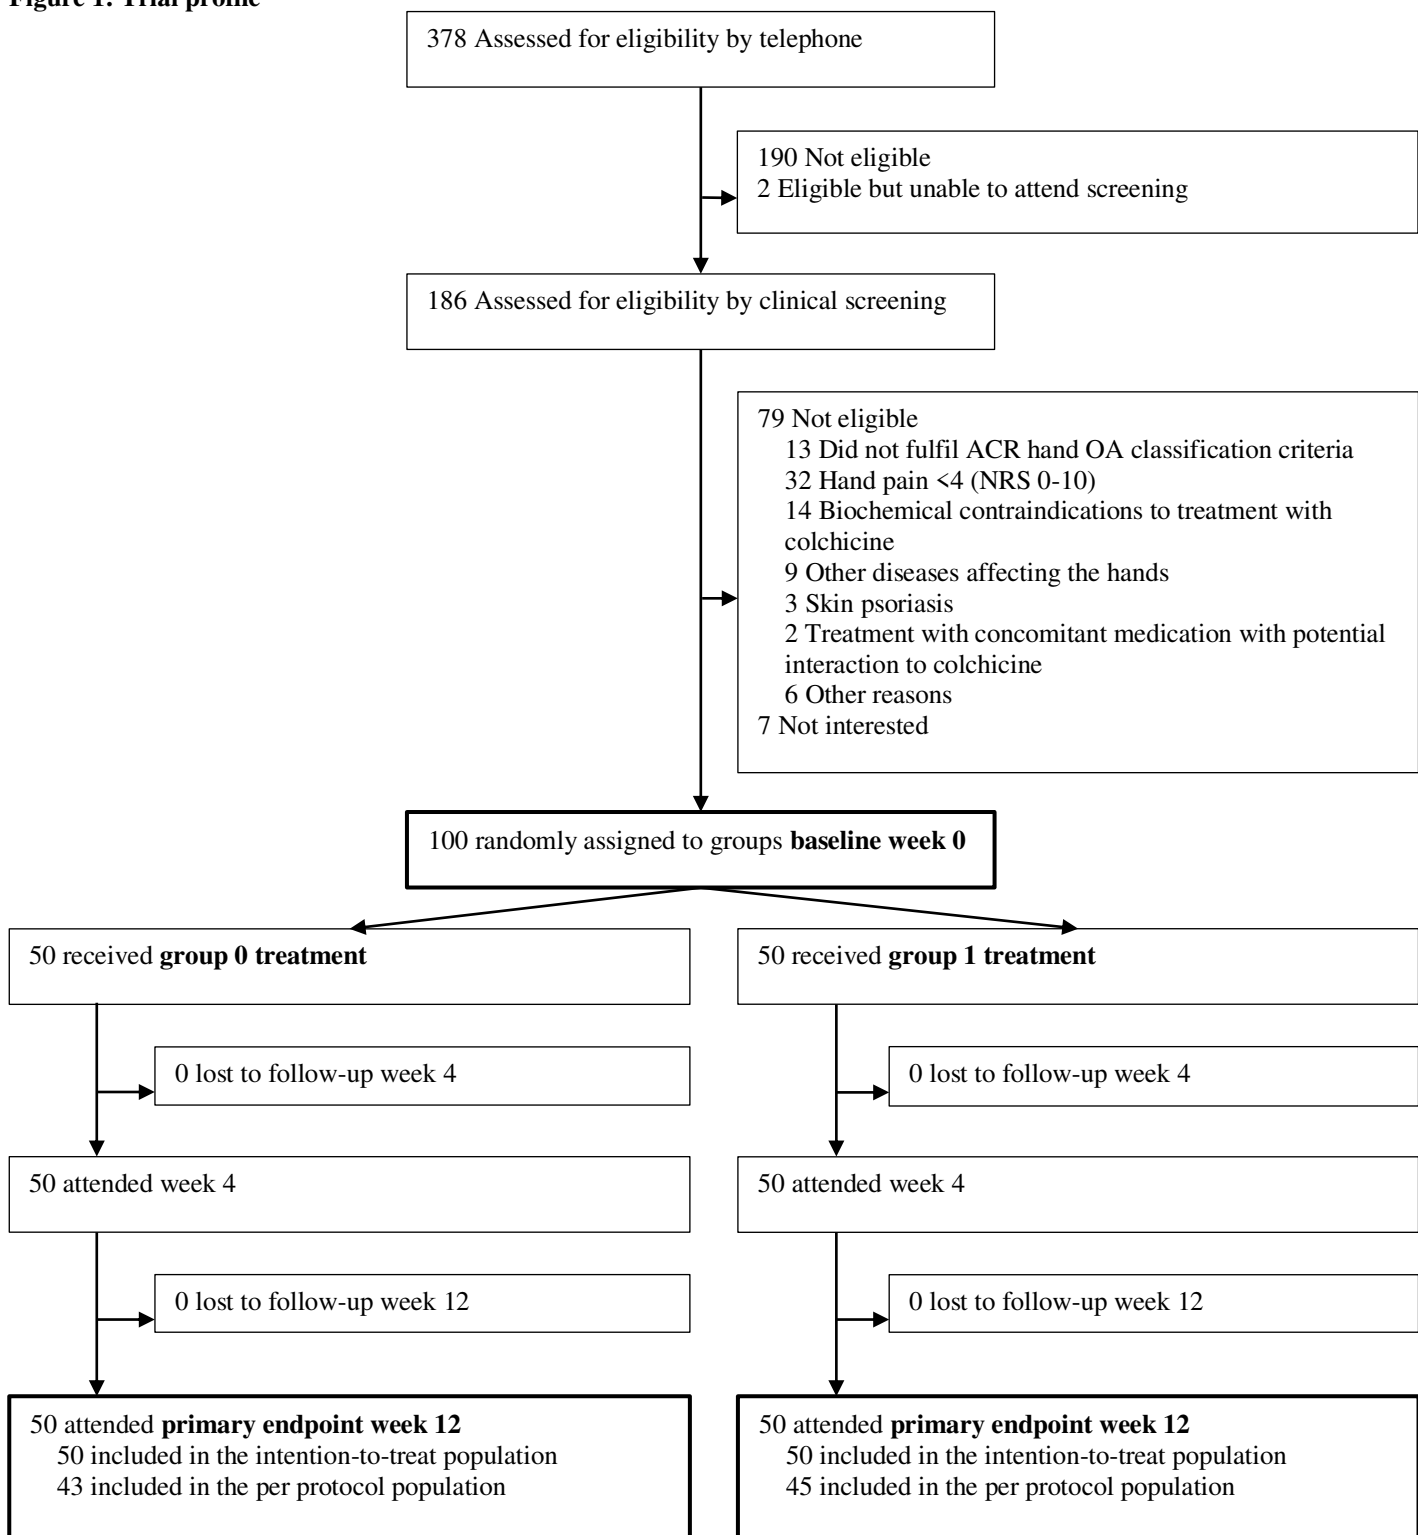 Figure 1. Trial profile
378 Assessed for eligibility by telephone
190 Not eligible
2 Eligible but unable to attend screening
186 Assessed for eligibility by clinical screening
79 Not eligible
13 Did not fulfil ACR hand OA classification criteria
32 Hand pain <4 (NRS 0-10)
14 Biochemical contraindications to treatment with
colchicine
9 Other diseases affecting the hands
3 Skin psoriasis
2 Treatment with concomitant medication with potential
interaction to colchicine
6 Other reasons
7 Not interested
100 randomly assigned to groups baseline week 0
50 received group 0 treatment
50 received group 1 treatment
0 lost to follow-up week 4
0 lost to follow-up week 4
50 attended week 4
50 attended week 4
0 lost to follow-up week 12
0 lost to follow-up week 12
50 attended primary endpoint week 12
50 included in the intention-to-treat population
43 included in the per protocol population
50 attended primary endpoint week 12
50 included in the intention-to-treat population
45 included in the per protocol population